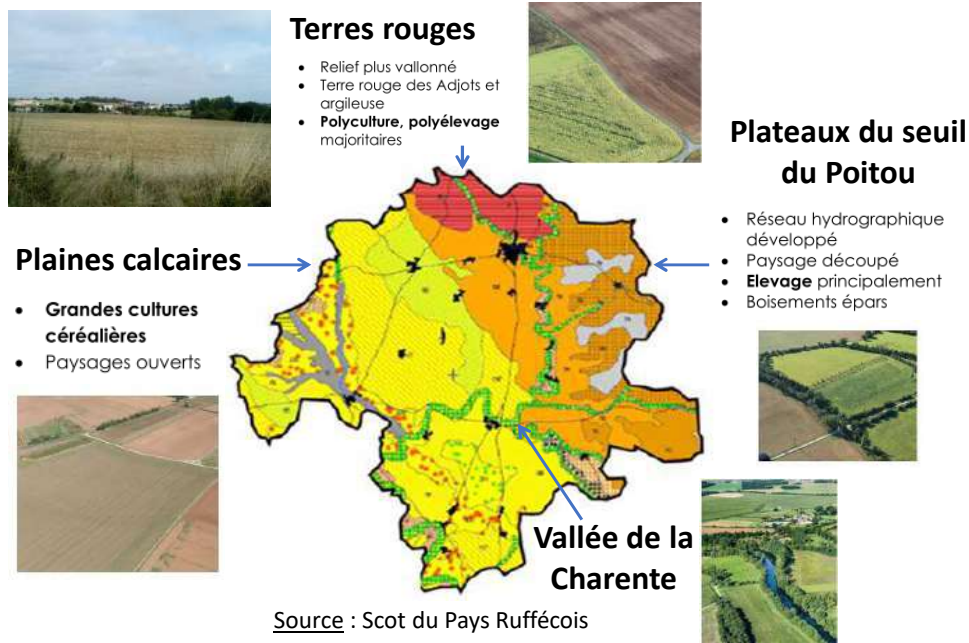 Terres rouges
• Relief plus vallonné
• Terre rouge des Adjots et
argileuse
• Polyculture, polyélevage
majoritaires
Plateaux du seuil
du Poitou
• Réseau hydrographique
développé
• Paysage découpé
• Elevage principalement
• Boisements épars
Plaines calcaires
• Grandes cultures
céréalières
• Paysages ouverts
Vallée de la
Charente
Source : Scot du Pays Rufféçois